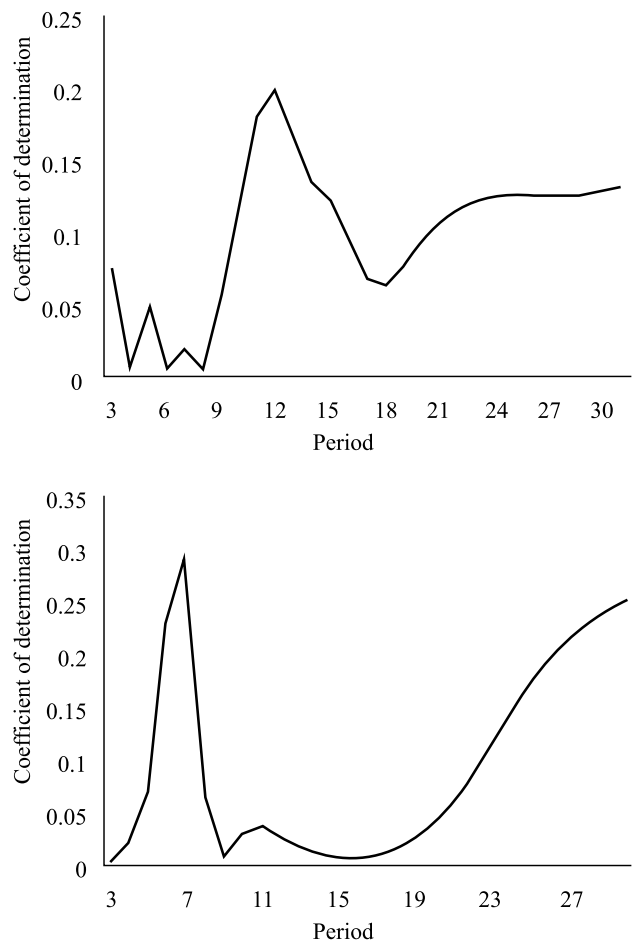 Coefficient of determination
0.25
0.2
0.15
0.1
0.05
0
3 6 9 12 15 18 21 24 27 30
Period
Coefficient of determination
0.35
0.3
0.25
0.2
0.15
0.1
0.05
0
3 7 11 15 19 23 27
Period